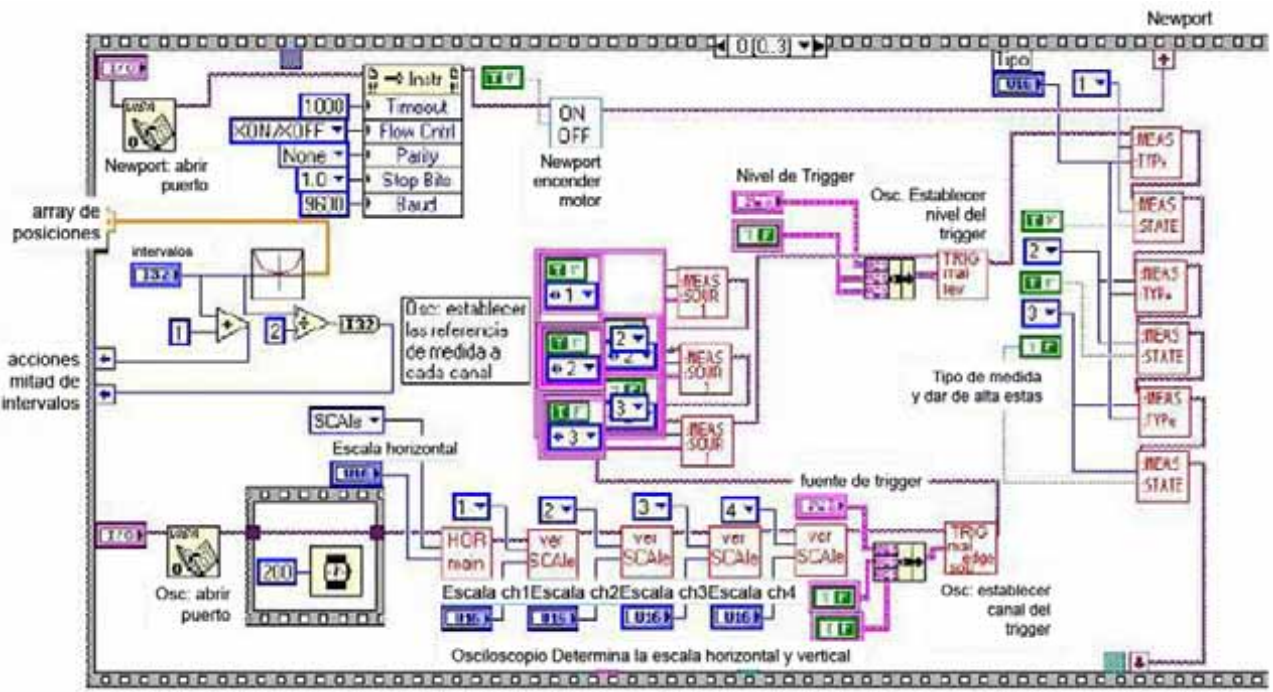 Newport
0 [0..3]
I/O
Instr
Tipo
U16
1
1000
Timeout
XON/XOFF
Flow Cntrl
None
Parity
1.0
Stop Bits
9600
Baud
ON
OFF
Newport: abrir
puerto
Newport
encender
motor
MEAS
TYPe
array de
posiciones
Nivel de Trigger
Osc. Establecer
nivel del
trigger
MEAS
STATE
intervalos
I32
TRIG
mai
lev
2
MEAS
TYPe
1
2
I32
Osc: establecer
las referencia
de medida a
cada canal
1
MEAS
SOUR
1
3
MEAS
STATE
acciones
mitad de
intervalos
2
2
2
MEAS
SOUR
1
Tipo de medida
y dar de alta estas
MEAS
TYPe
3
3
MEAS
SOUR
1
SCAle
Escala horizontal
U16
MEAS
STATE
fuente de trigger
1
2
3
4
I/O
200
HOR
main
ver
SCAle
ver
SCAle
ver
SCAle
ver
SCAle
TRIG
mai
edge
Osc: abrir
puerto
Escala ch1
Escala ch2
Escala ch3
Escala ch4
U16
U16
U16
U16
Osc: establecer
canal del
trigger
Osciloscopio Determina la escala horizontal y vertical